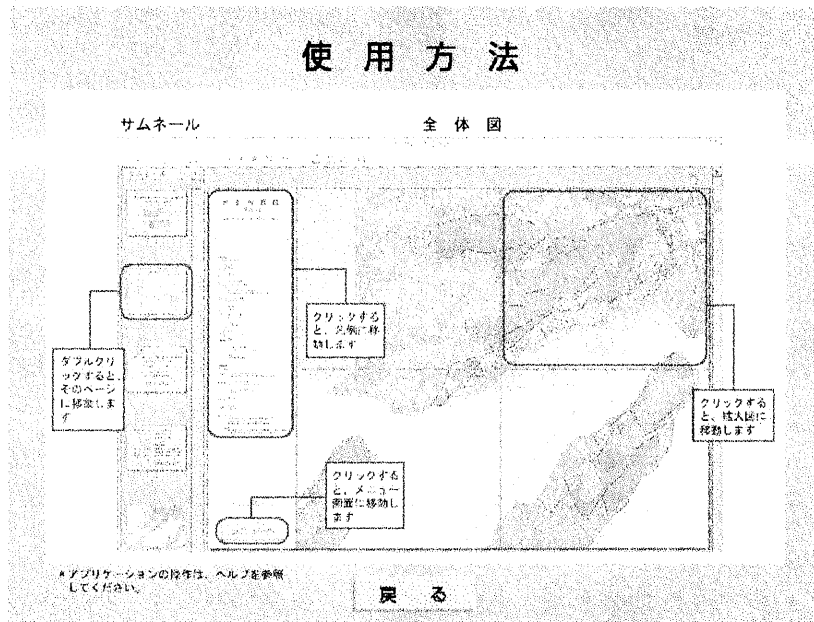 使用方法
サムネール
全体図
クリックする
と、凡例に移
動します
ダブルクリ
ックすると、
そのページ
に移動しま
す
クリックする
と、拡大図に
移動します
クリックする
と、メニュー
画面に移動し
ます
*アプリケーションの操作は、ヘルプを参照
してください。
戻る